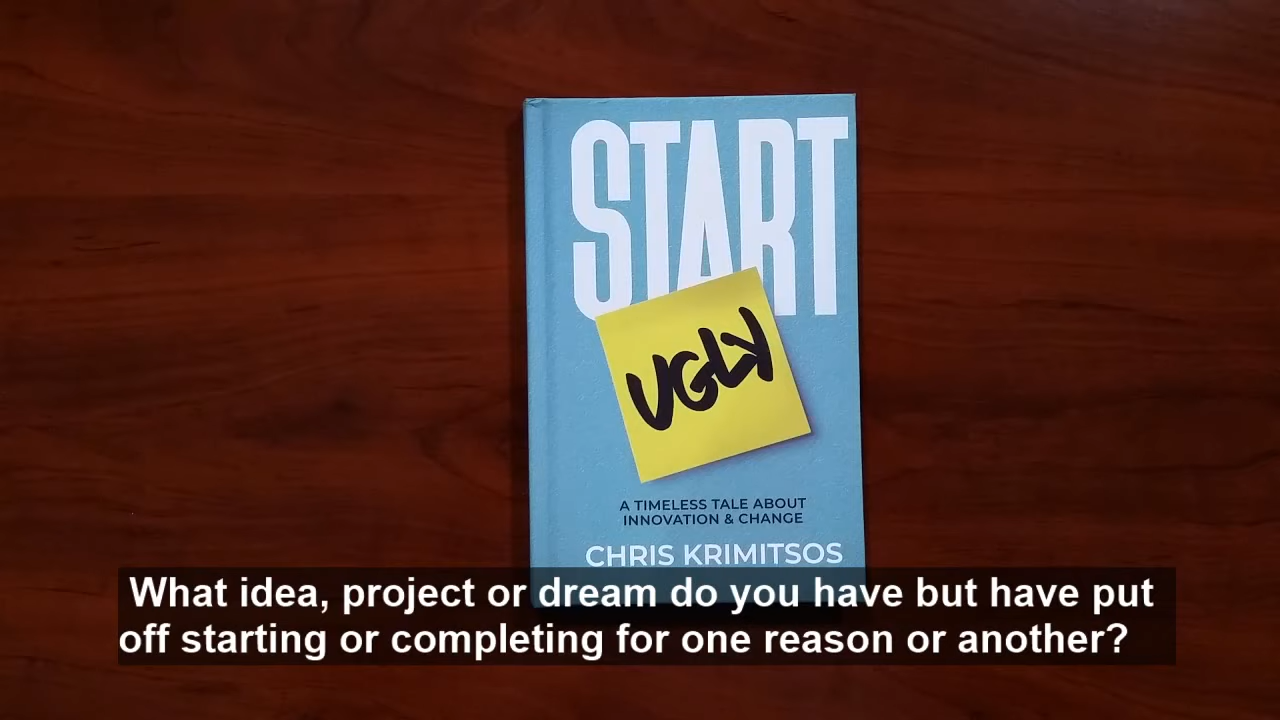 START
UGLY
A TIMELESS TALE ABOUT
INNOVATION & CHANGE
CHRIS KRIMITSOS
What idea, project or dream do you have but have put
off starting or completing for one reason or another?